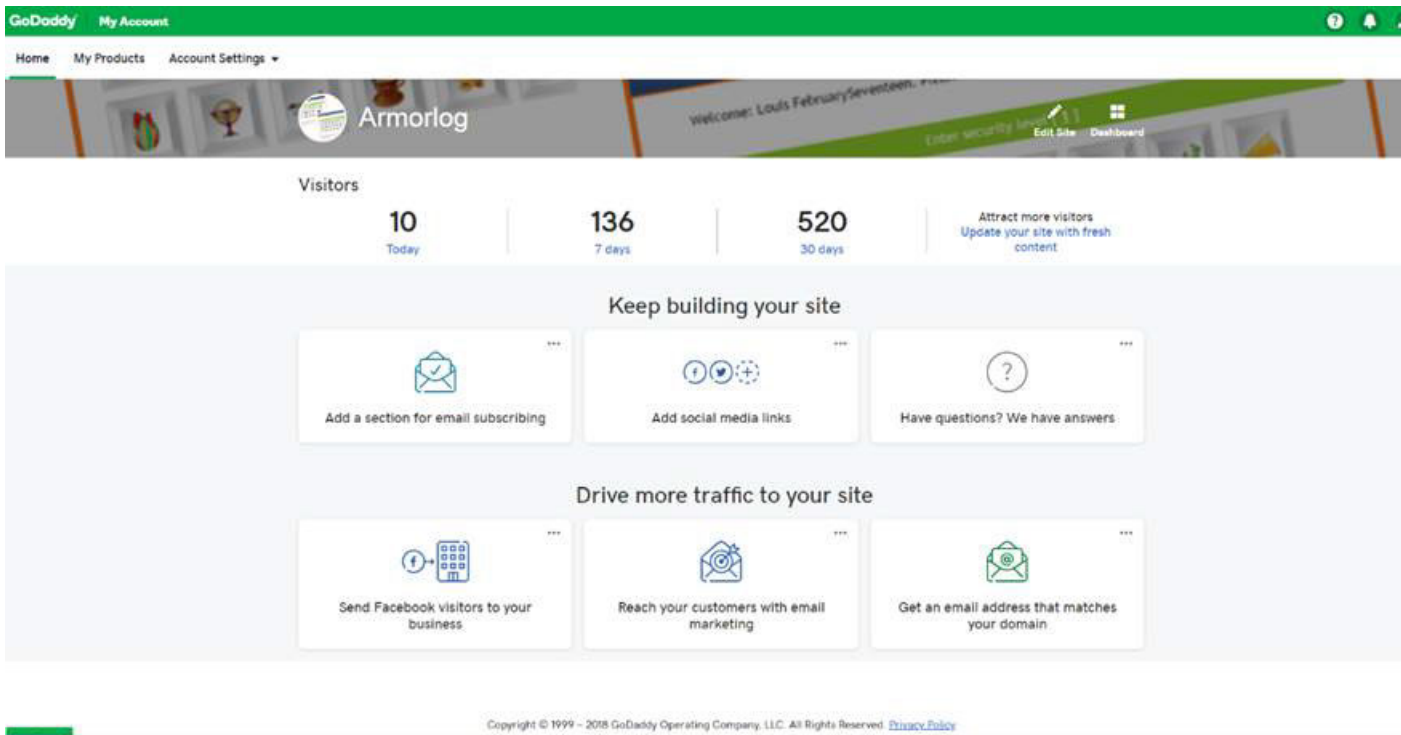 GoDaddy My Account
Home My Products Account Settings
Armorlog
Welcome: Louis FebruarySeventeen.
Enter security level
Edit Site Dashboard
Visitors
10 136 520
Today 7 days 30 days
Attract more visitors
Update your site with fresh
content
Keep building your site
Add a section for email subscribing
Add social media links
Have questions? We have answers
Drive more traffic to your site
Send Facebook visitors to your
business
Reach your customers with email
marketing
Get an email address that matches
your domain
Copyright © 1999 – 2018 GoDaddy Operating Company, LLC. All Rights Reserved. Privacy Policy